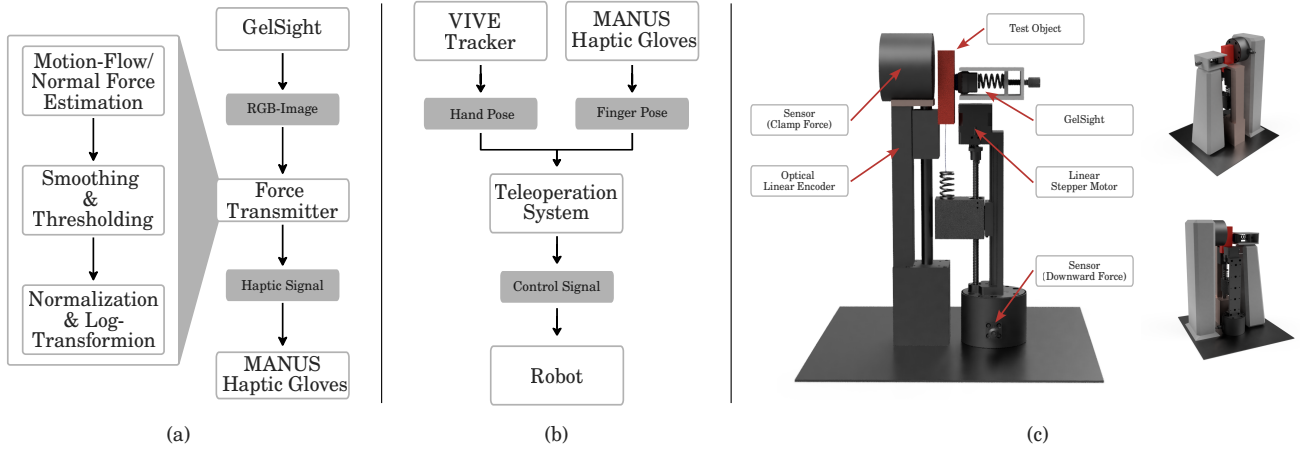 GelSight
Motion-Flow/
Normal Force
Estimation
RGB-Image
Smoothing
&
Thresholding
Force
Transmitter
Haptic Signal
Normalization
& Log-
Transformion
MANUS
Haptic Gloves
(a)
VIVE
Tracker
MANUS
Haptic Gloves
Hand Pose
Finger Pose
Teleoperation
System
Control Signal
Robot
(b)
Test Object
Sensor
(Clamp Force)
GelSight
Optical
Linear Encoder
Linear
Stepper Motor
Sensor
(Downward Force)
(c)